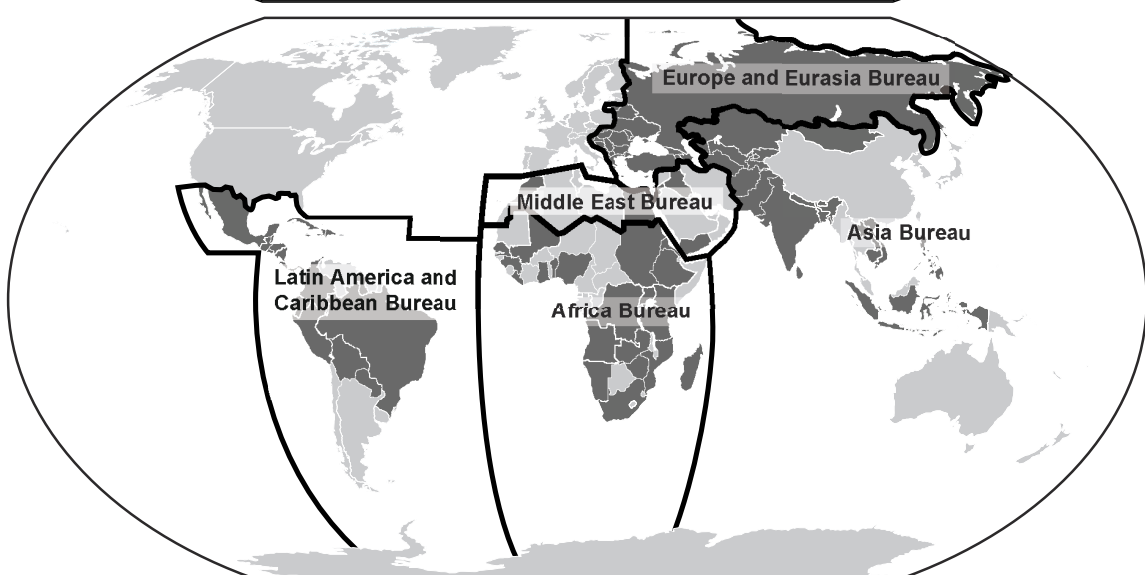 Europe and Eurasia Bureau
Middle East Bureau
Asia Bureau
Latin America and
Caribbean Bureau
Africa Bureau